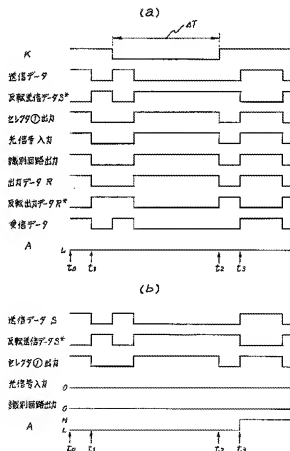 (a)
ΔT
K
送信データ
反転送信データS*
セレクタ①出力
光信号入力
識別回路出力
出力データ R
反転出力データR*
受信データ
A L
t0 t1 t2 t3
(b)
送信データ S
反転送信データS*
セレクタ①出力
光信号入力 0
識別回路出力 0
A H
L
t0 t1 t2 t3